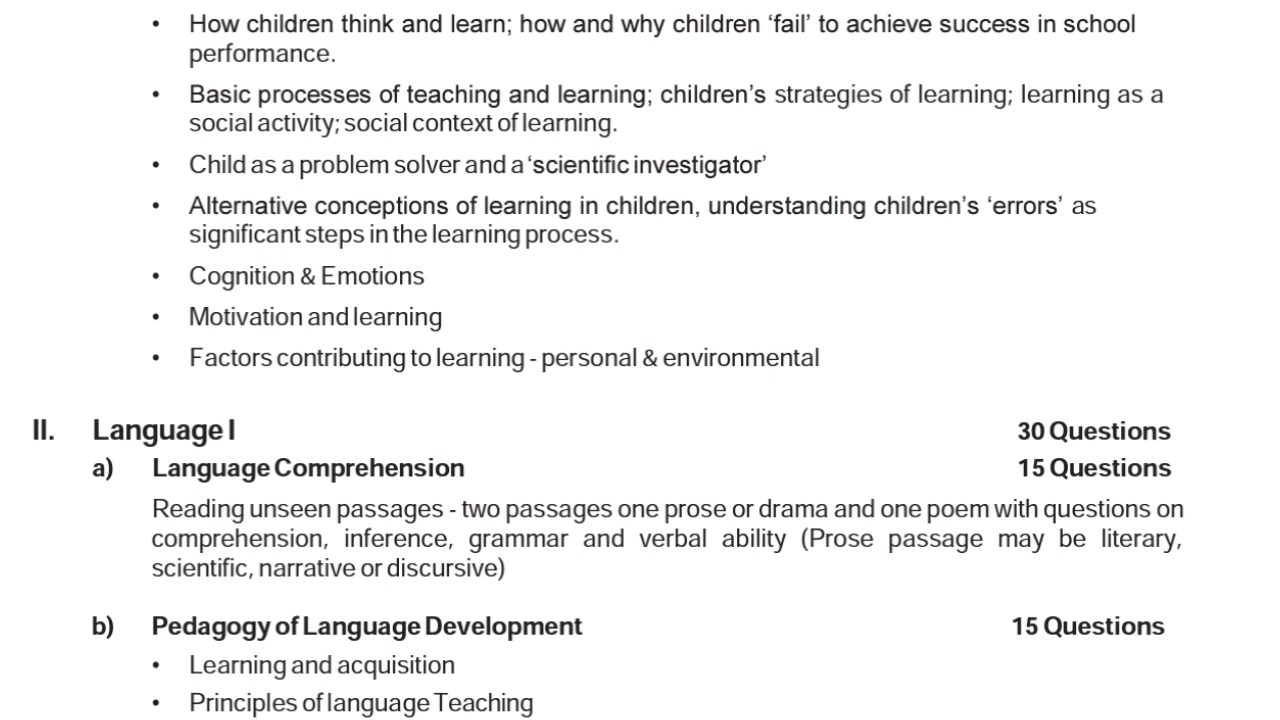 • How children think and learn; how and why children ‘fail’ to achieve success in school
performance.
• Basic processes of teaching and learning; children’s strategies of learning; learning as a
social activity; social context of learning.
• Child as a problem solver and a ‘scientific investigator’
• Alternative conceptions of learning in children, understanding children’s ‘errors’ as
significant steps in the learning process.
• Cognition & Emotions
• Motivation and learning
• Factors contributing to learning - personal & environmental
II. Language I 30 Questions
a) Language Comprehension 15 Questions
Reading unseen passages - two passages one prose or drama and one poem with questions on
comprehension, inference, grammar and verbal ability (Prose passage may be literary,
scientific, narrative or discursive)
b) Pedagogy of Language Development 15 Questions
• Learning and acquisition
• Principles of language Teaching